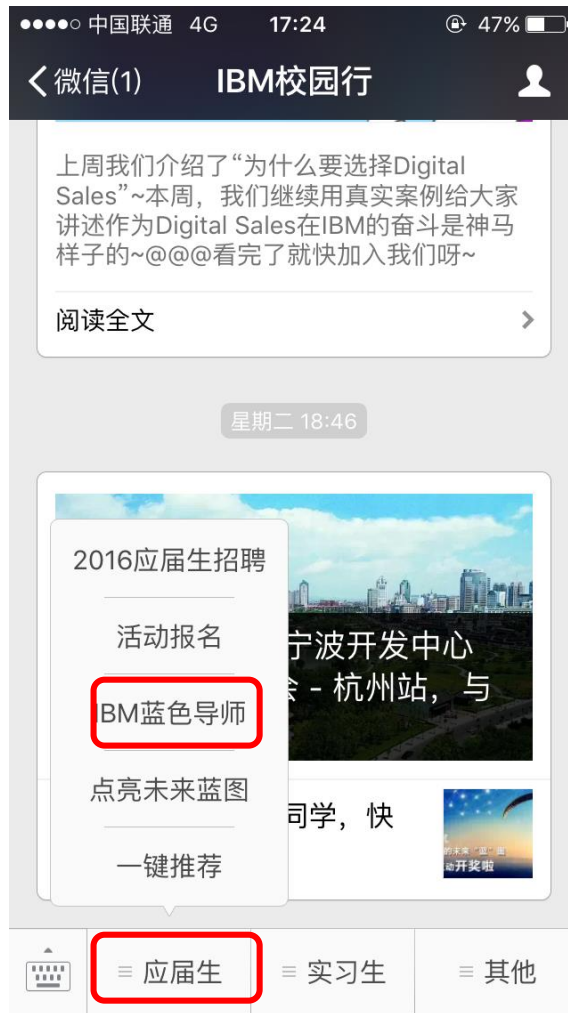 中国联通 4G 17:24 47%
微信(1) IBM校园行
上周我们介绍了“为什么要选择Digital
Sales”~本周，我们继续用真实案例给大家
讲述作为Digital Sales在IBM的奋斗是神马
样子的~@@@看完了就快加入我们呀~
阅读全文
星期二 18:46
2016应届生招聘
活动报名
IBM蓝色导师
点亮未来蓝图
一键推荐
宁波开发中心
会 - 杭州站，与
同学，快
的未来“蓝”图
动开奖啦
应届生 实习生 其他